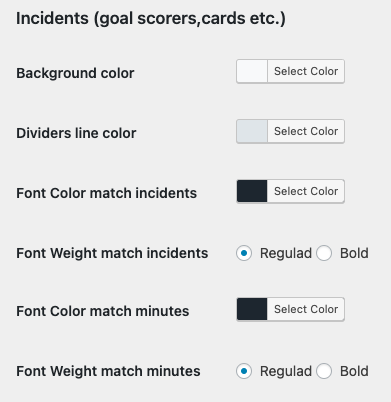 Incidents (goal scorers,cards etc.)
Background color Select Color
Dividers line color Select Color
Font Color match incidents Select Color
Font Weight match incidents Regulad Bold
Font Color match minutes Select Color
Font Weight match minutes Regulad Bold